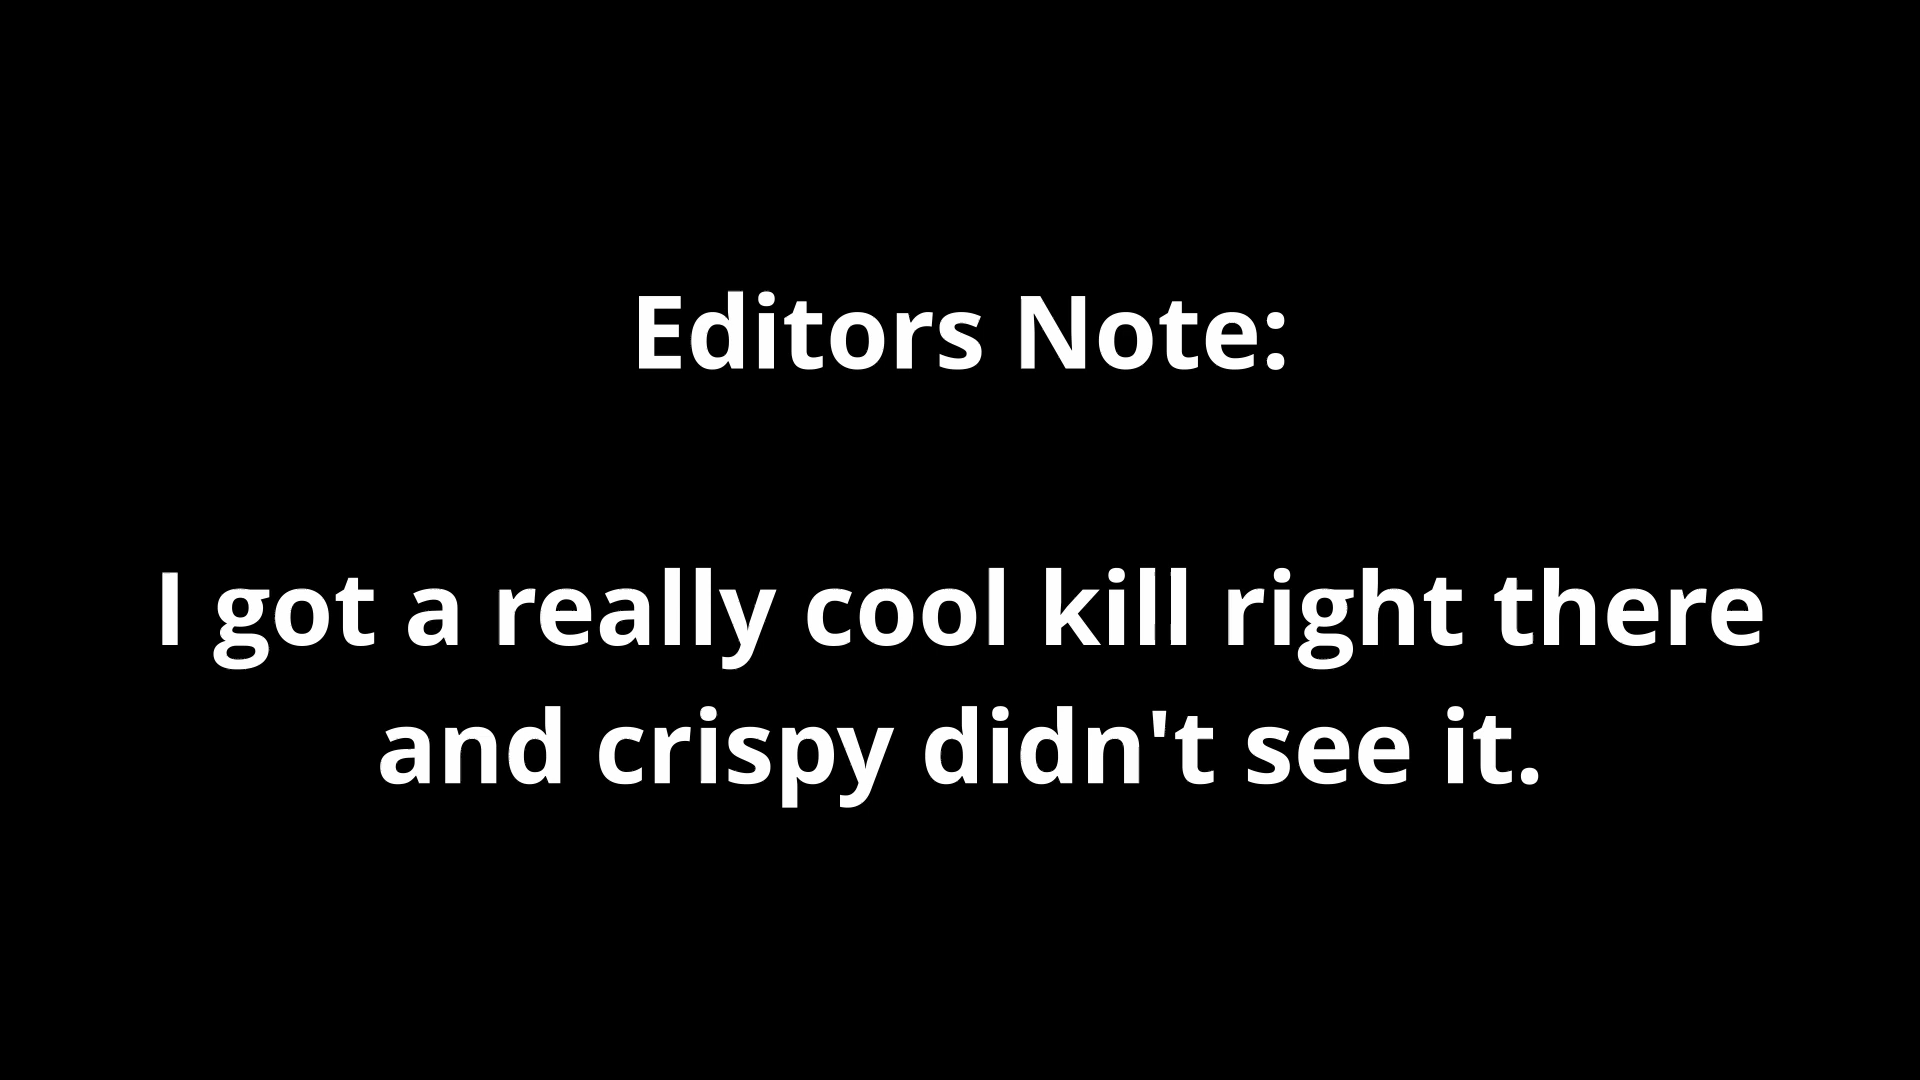 Editors Note:
I got a really cool kill right there
and crispy didn't see it.